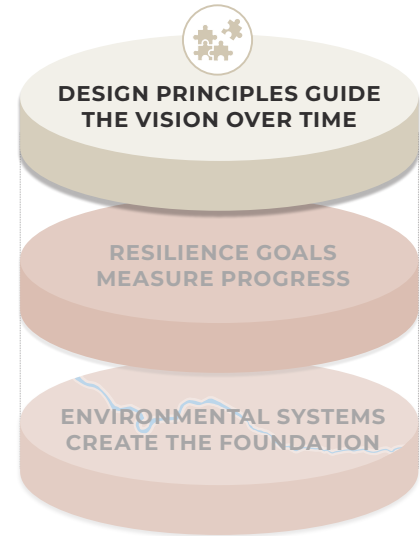 DESIGN PRINCIPLES GUIDE
THE VISION OVER TIME
RESILIENCE GOALS
MEASURE PROGRESS
ENVIRONMENTAL SYSTEMS
CREATE THE FOUNDATION